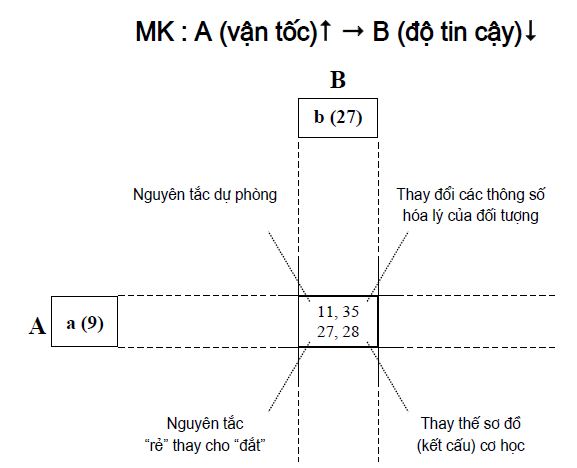 MK : A (vận tốc)↑ → B (độ tin cậy)↓
B
b (27)
Nguyên tắc dự phòng
Thay đổi các thông số
hóa lý của đối tượng
A
a (9)
11, 35
27, 28
Nguyên tắc
“rẻ” thay cho “đắt”
Thay thế sơ đồ
(kết cấu) cơ học